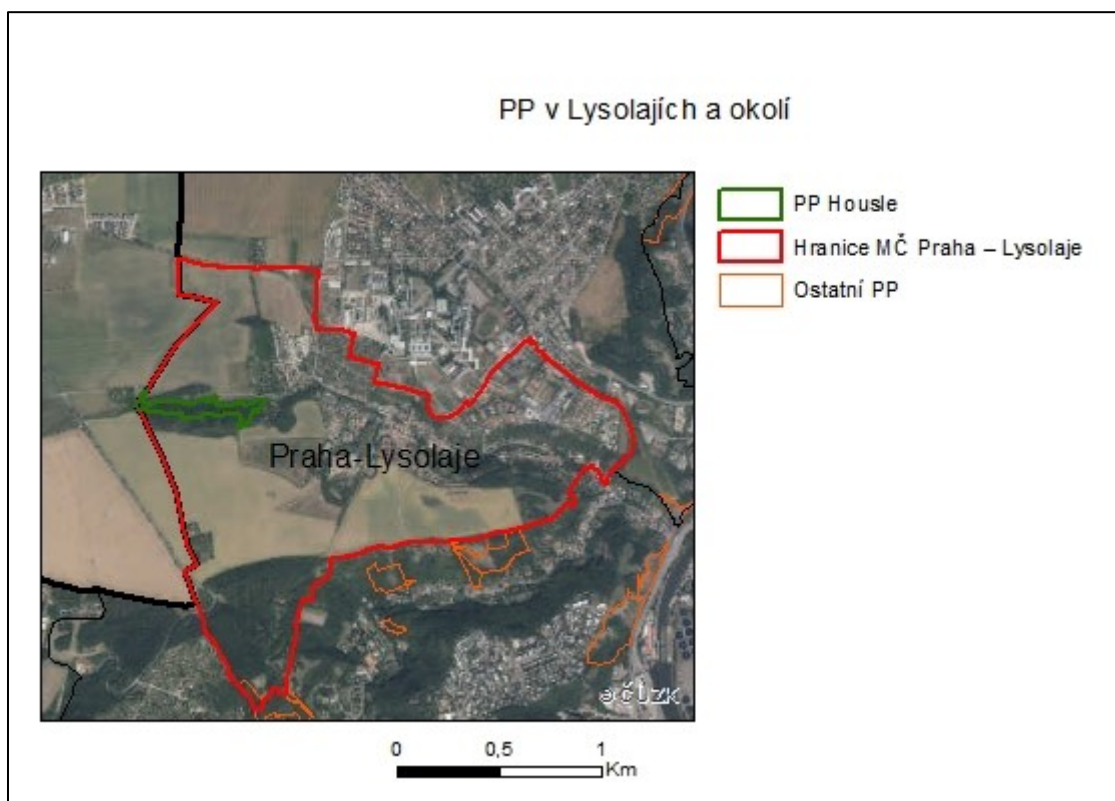 PP v Lysolajích a okolí
PP Housle
Hranice MČ Praha – Lysolaje
Ostatní PP
Praha-Lysolaje
čÚzk
0 0,5 1
Km